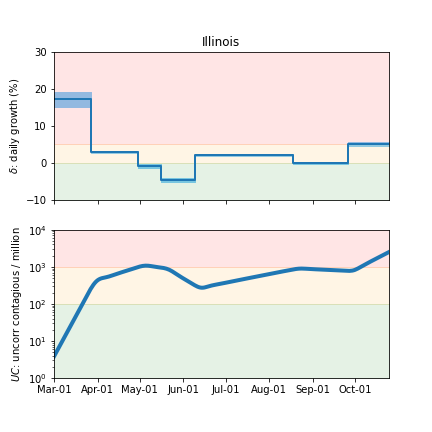 Illinois
δ: daily growth (%)
30
20
10
0
−10
UC: uncorr contagious / million
10⁴
10³
10²
10¹
10⁰
Mar-01 Apr-01 May-01 Jun-01 Jul-01 Aug-01 Sep-01 Oct-01